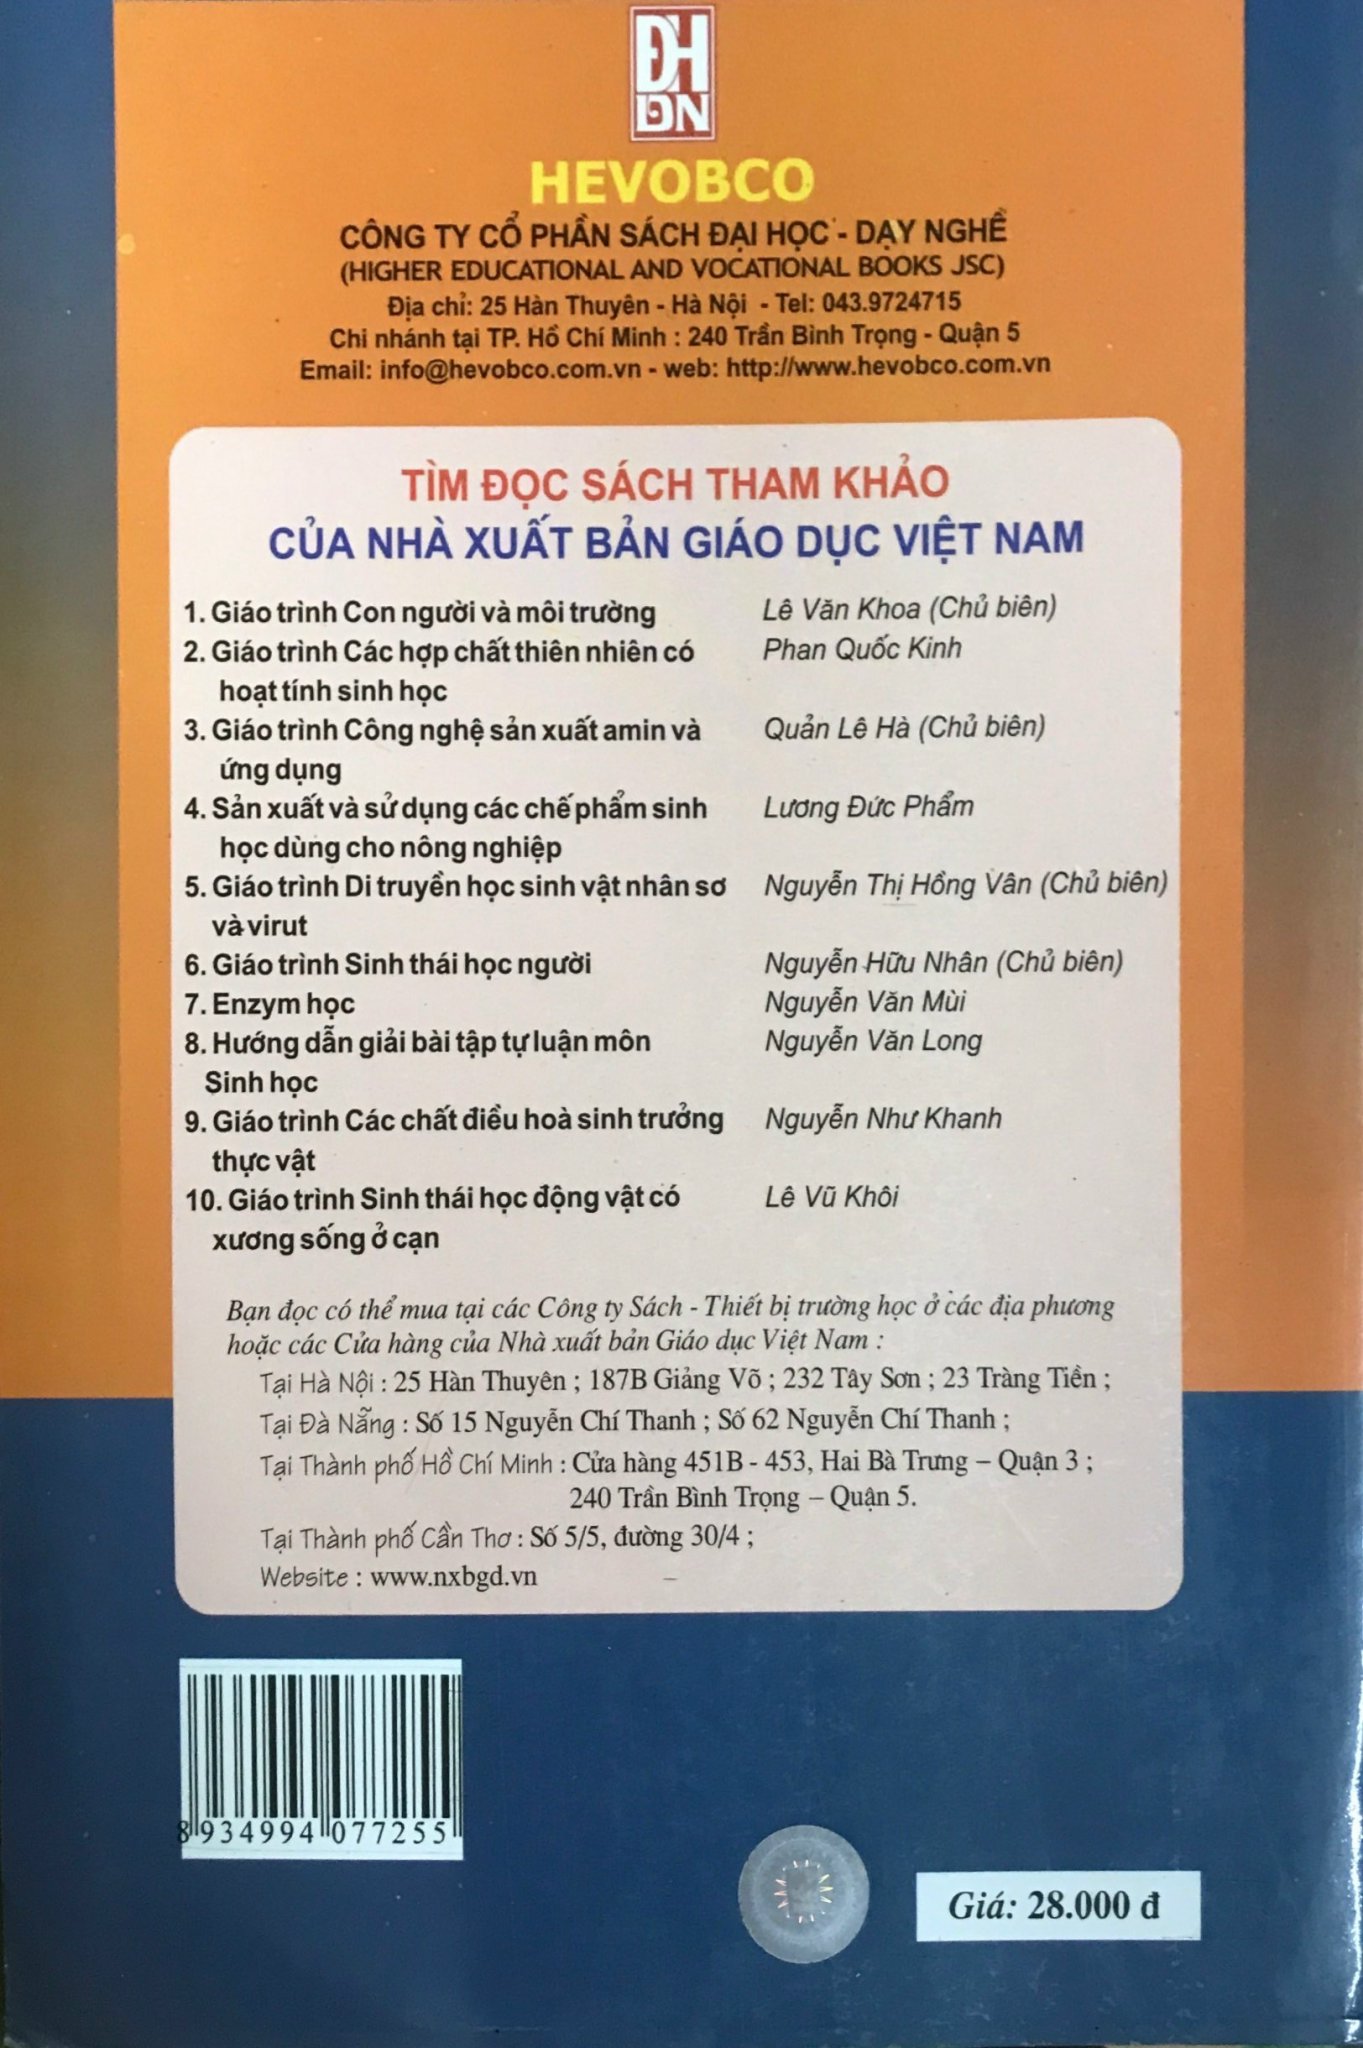 ĐH
DN
HEVOBCO
CÔNG TY CỔ PHẦN SÁCH ĐẠI HỌC - DẠY NGHỀ
(HIGHER EDUCATIONAL AND VOCATIONAL BOOKS JSC)
Địa chỉ: 25 Hàn Thuyên - Hà Nội - Tel: 043.9724715
Chi nhánh tại TP. Hồ Chí Minh : 240 Trần Bình Trọng - Quận 5
Email: info@hevobco.com.vn - web: http://www.hevobco.com.vn
TÌM ĐỌC SÁCH THAM KHẢO
CỦA NHÀ XUẤT BẢN GIÁO DỤC VIỆT NAM
1. Giáo trình Con người và môi trường Lê Văn Khoa (Chủ biên)
2. Giáo trình Các hợp chất thiên nhiên có Phan Quốc Kinh
hoạt tính sinh học
3. Giáo trình Công nghệ sản xuất amin và Quản Lê Hà (Chủ biên)
ứng dụng
4. Sản xuất và sử dụng các chế phẩm sinh Lương Đức Phẩm
học dùng cho nông nghiệp
5. Giáo trình Di truyền học sinh vật nhân sơ Nguyễn Thị Hồng Vân (Chủ biên)
và virut
6. Giáo trình Sinh thái học người Nguyễn Hữu Nhân (Chủ biên)
7. Enzym học Nguyễn Văn Mùi
8. Hướng dẫn giải bài tập tự luận môn Nguyễn Văn Long
Sinh học
9. Giáo trình Các chất điều hoà sinh trưởng Nguyễn Như Khanh
thực vật
10. Giáo trình Sinh thái học động vật có Lê Vũ Khôi
xương sống ở cạn
Bạn đọc có thể mua tại các Công ty Sách - Thiết bị trường học ở các địa phương
hoặc các Cửa hàng của Nhà xuất bản Giáo dục Việt Nam :
Tại Hà Nội : 25 Hàn Thuyên ; 187B Giảng Võ ; 232 Tây Sơn ; 23 Tràng Tiền ;
Tại Đà Nẵng : Số 15 Nguyễn Chí Thanh ; Số 62 Nguyễn Chí Thanh ;
Tại Thành phố Hồ Chí Minh : Cửa hàng 451B - 453, Hai Bà Trưng – Quận 3 ;
240 Trần Bình Trọng – Quận 5.
Tại Thành phố Cần Thơ : Số 5/5, đường 30/4 ;
Website : www.nxbgd.vn
8 934994 077255
Giá: 28.000 đ